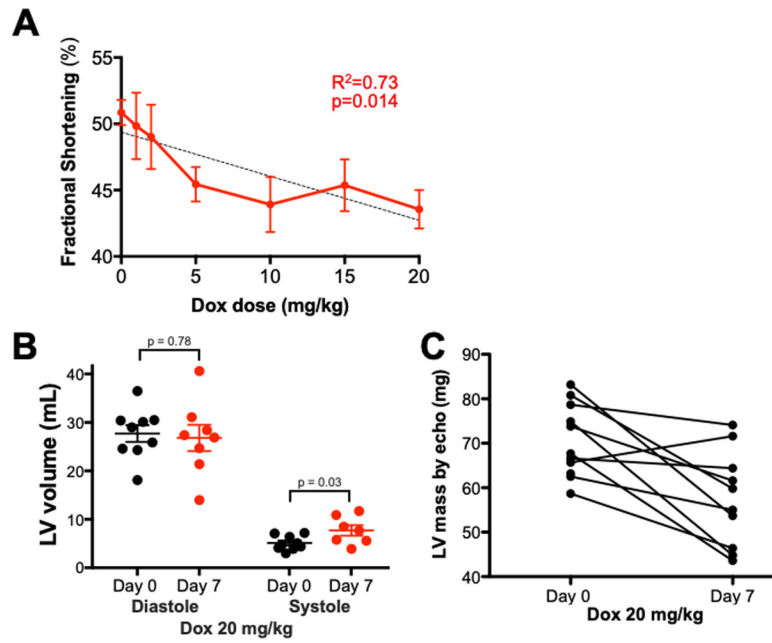 A
55
50
45
40
Fractional Shortening (%)
R²=0.73
p=0.014
0 5 10 15 20
Dox dose (mg/kg)
B
p = 0.78
p = 0.03
40
30
20
10
0
LV volume (mL)
Day 0 Day 7 Day 0 Day 7
Diastole Systole
Dox 20 mg/kg
C
90
80
70
60
50
40
LV mass by echo (mg)
Day 0 Day 7
Dox 20 mg/kg